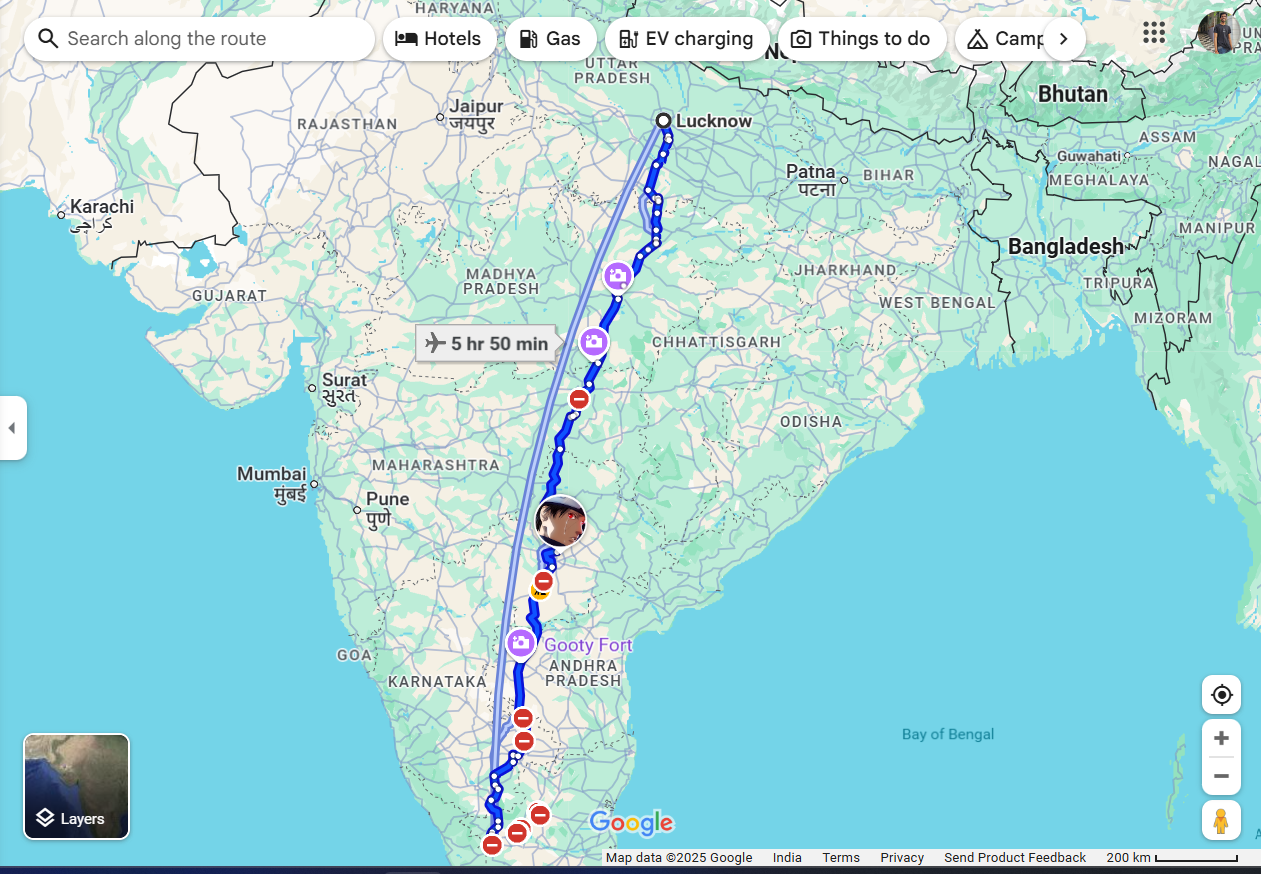 HARYANA
Search along the route
Hotels
Gas
EV charging
Things to do
Camp
UTTAR
PRADESH
Bhutan
Jaipur
जयपुर
RAJASTHAN
Lucknow
ASSAM
Guwahati
NAGAL
Patna
पटना
BIHAR
MEGHALAYA
Karachi
کراچی
MANIPUR
Bangladesh
MADHYA
PRADESH
JHARKHAND
TRIPURA
GUJARAT
WEST BENGAL
MIZORAM
5 hr 50 min
CHHATTISGARH
Surat
सुरत
ODISHA
MAHARASHTRA
Mumbai
मुंबई
Pune
पुणे
Gooty Fort
GOA
ANDHRA
PRADESH
KARNATAKA
Bay of Bengal
Layers
Google
Map data ©2025 Google
India
Terms
Privacy
Send Product Feedback
200 km